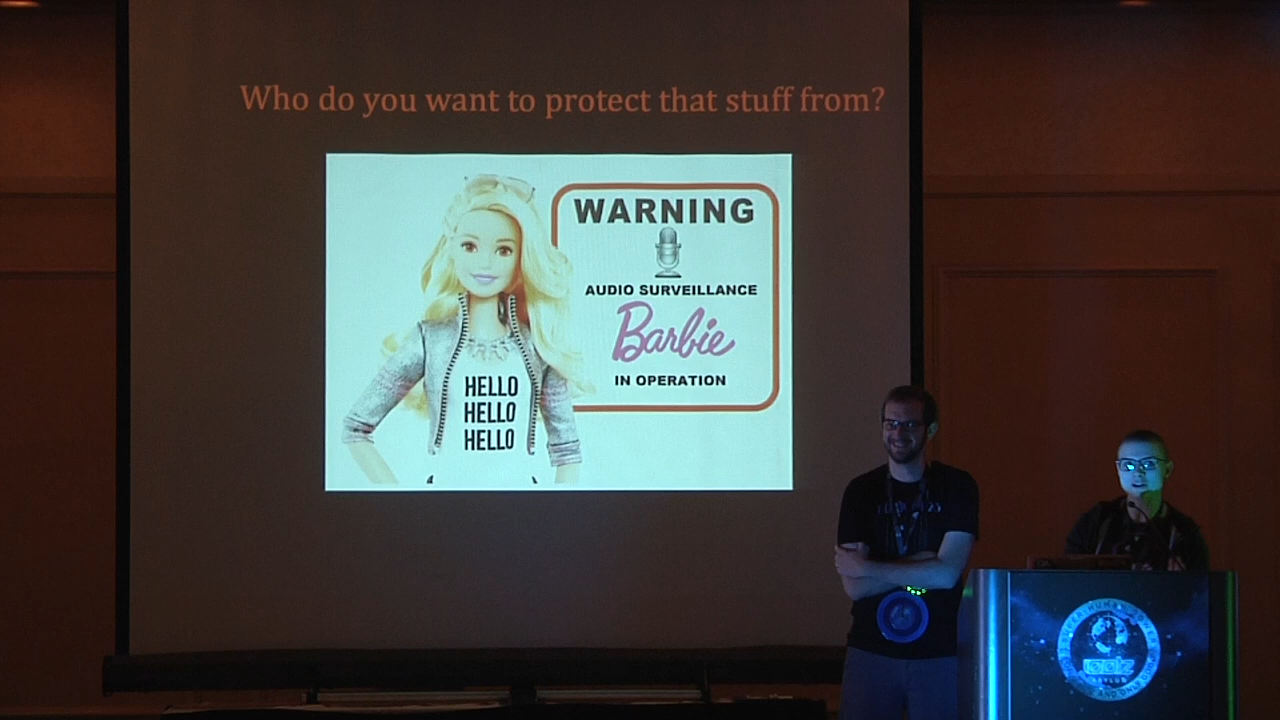 Who do you want to protect that stuff from?
WARNING
AUDIO SURVEILLANCE
Barbie
IN OPERATION
HELLO
HELLO
HELLO